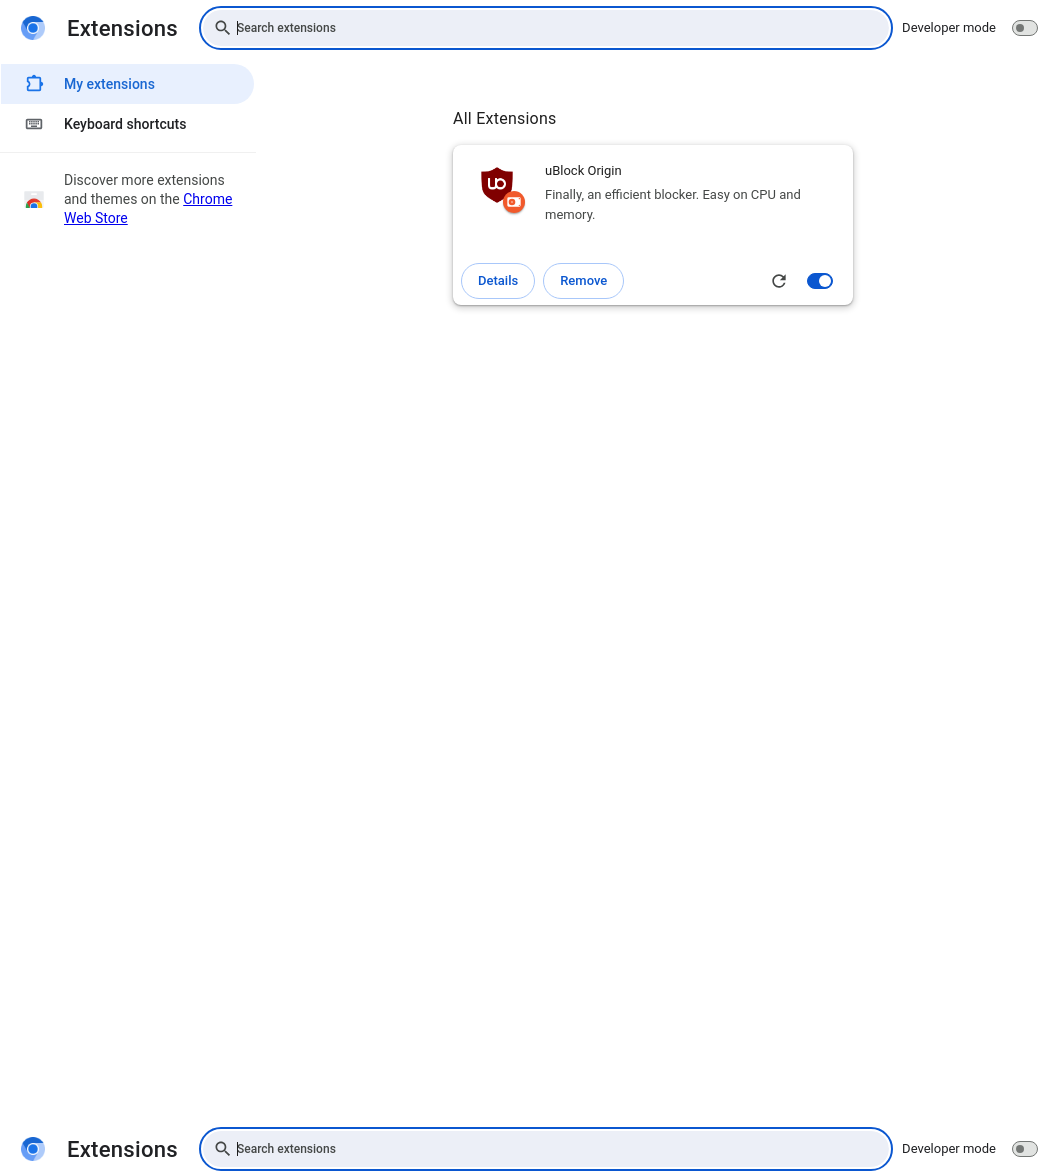 Extensions
Search extensions
Developer mode
My extensions
Keyboard shortcuts
Discover more extensions
and themes on the Chrome
Web Store
All Extensions
uBlock Origin
Finally, an efficient blocker. Easy on CPU and
memory.
Details
Remove
Extensions
Search extensions
Developer mode